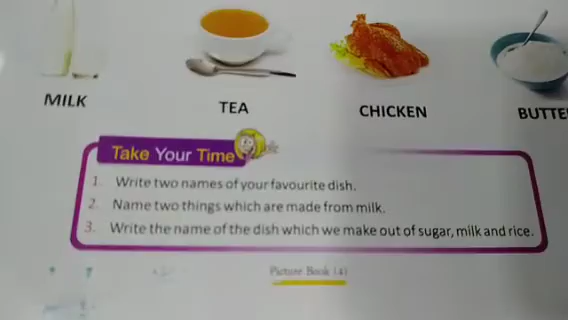 MILK
TEA
CHICKEN
BUTTE
Take Your Time
1. Write two names of your favourite dish.
2. Name two things which are made from milk.
3. Write the name of the dish which we make out of sugar, milk and rice.
Picture Book (4)